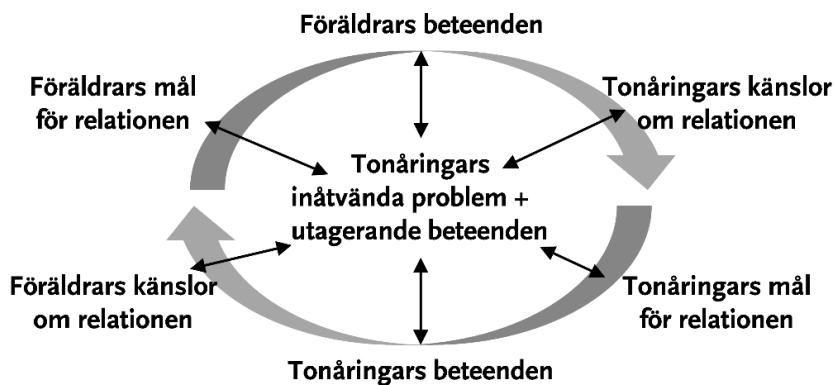 Föräldrars beteenden
Föräldrars mål
för relationen
Tonåringars känslor
om relationen
Tonåringars
inåtvända problem +
utagerande beteenden
Föräldrars känslor
om relationen
Tonåringars mål
för relationen
Tonåringars beteenden